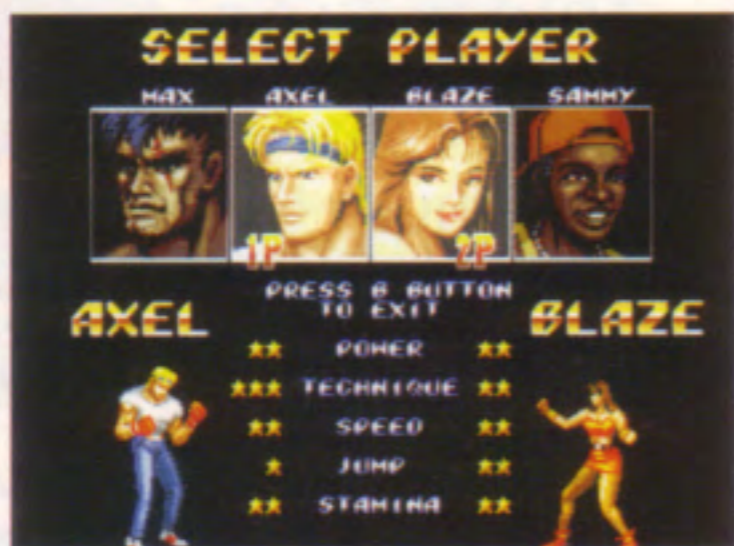 SELECT PLAYER
MAX AXEL BLAZE SAMMY
1P 2P
PRESS B BUTTON
TO EXIT
AXEL BLAZE
★★ POWER ★★
★★★ TECHNIQUE ★★
★★ SPEED ★★
★ JUMP ★★
★★ STAMINA ★★